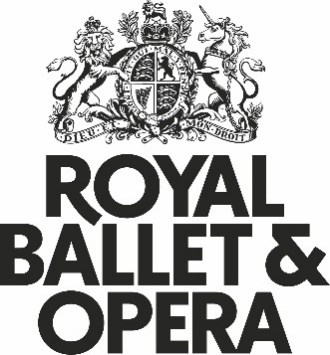 DIEU ET MON DROIT
ROYAL
BALLET &
OPERA